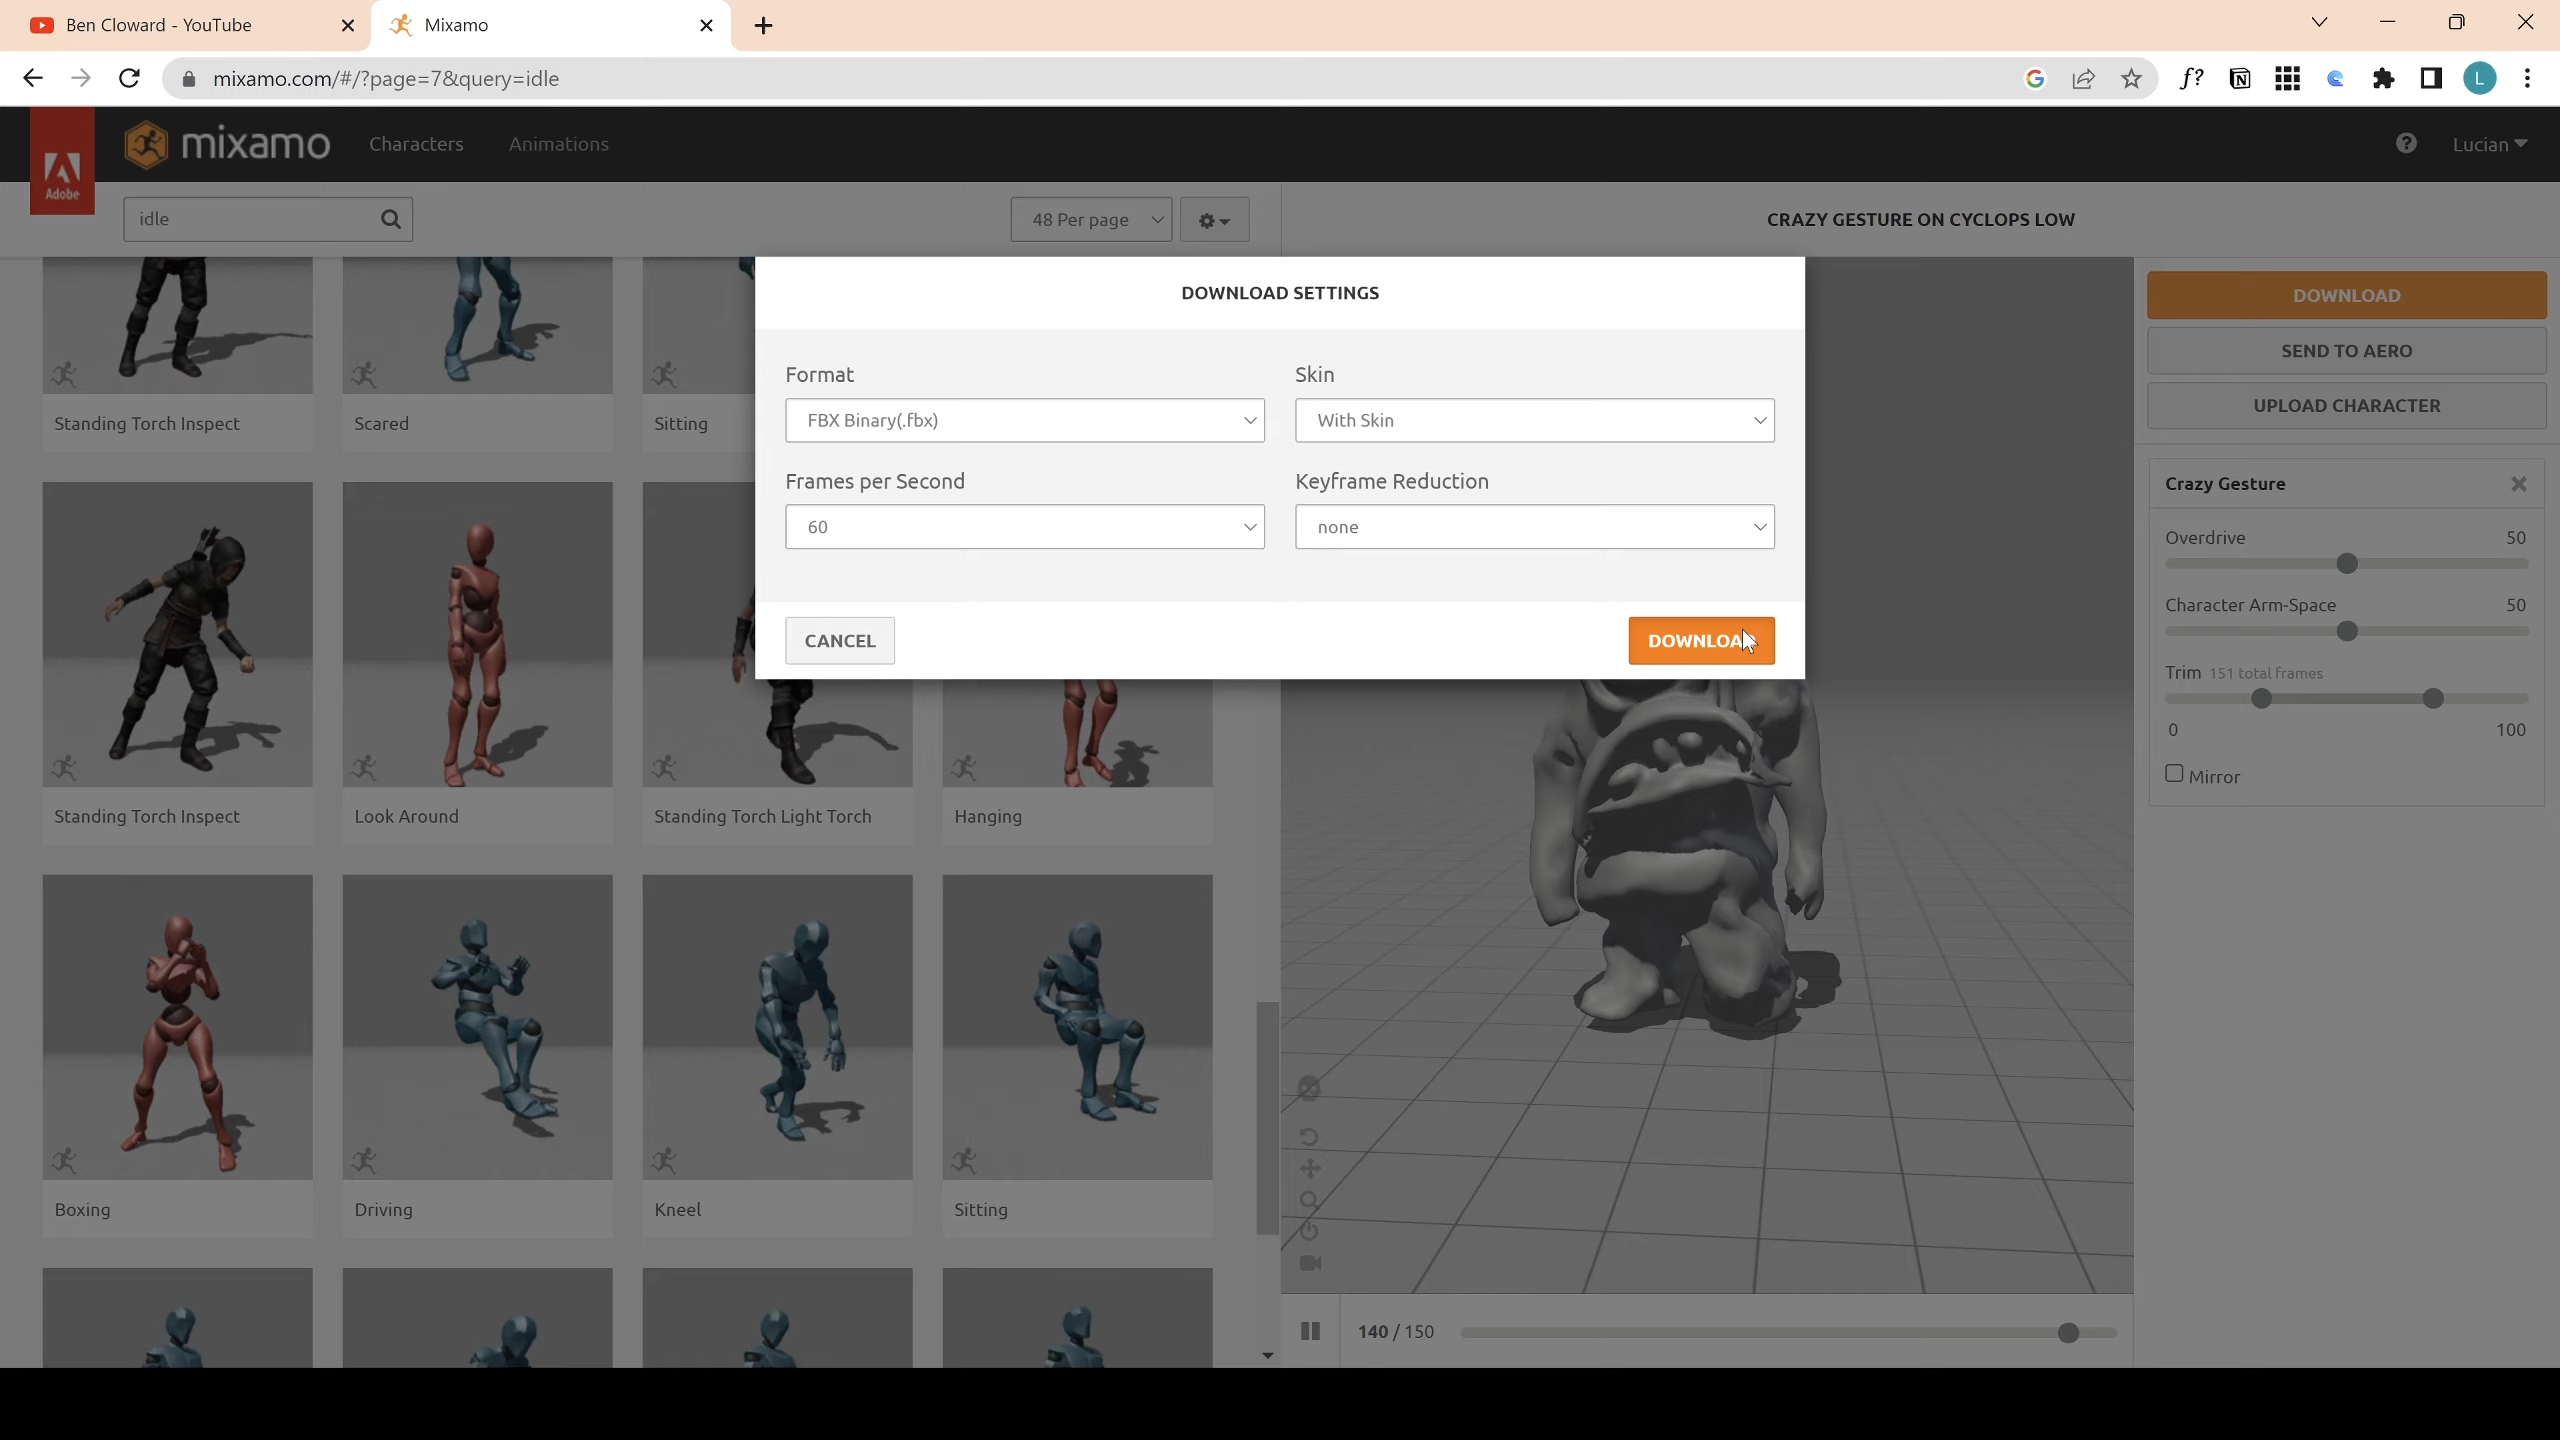 Ben Cloward - YouTube
Mixamo
mixamo.com/#/?page=7&query=idle
f?
L
Adobe
mixamo
Characters
Animations
Lucian
idle
48 Per page
CRAZY GESTURE ON CYCLOPS LOW
DOWNLOAD SETTINGS
Format
FBX Binary(.fbx)
Skin
With Skin
Frames per Second
60
Keyframe Reduction
none
CANCEL
DOWNLOAD
DOWNLOAD
SEND TO AERO
UPLOAD CHARACTER
Crazy Gesture
Overdrive 50
Character Arm-Space 50
Trim 151 total frames
0 100
Mirror
Standing Torch Inspect
Scared
Sitting
Standing Torch Inspect
Look Around
Standing Torch Light Torch
Hanging
Boxing
Driving
Kneel
Sitting
140 / 150